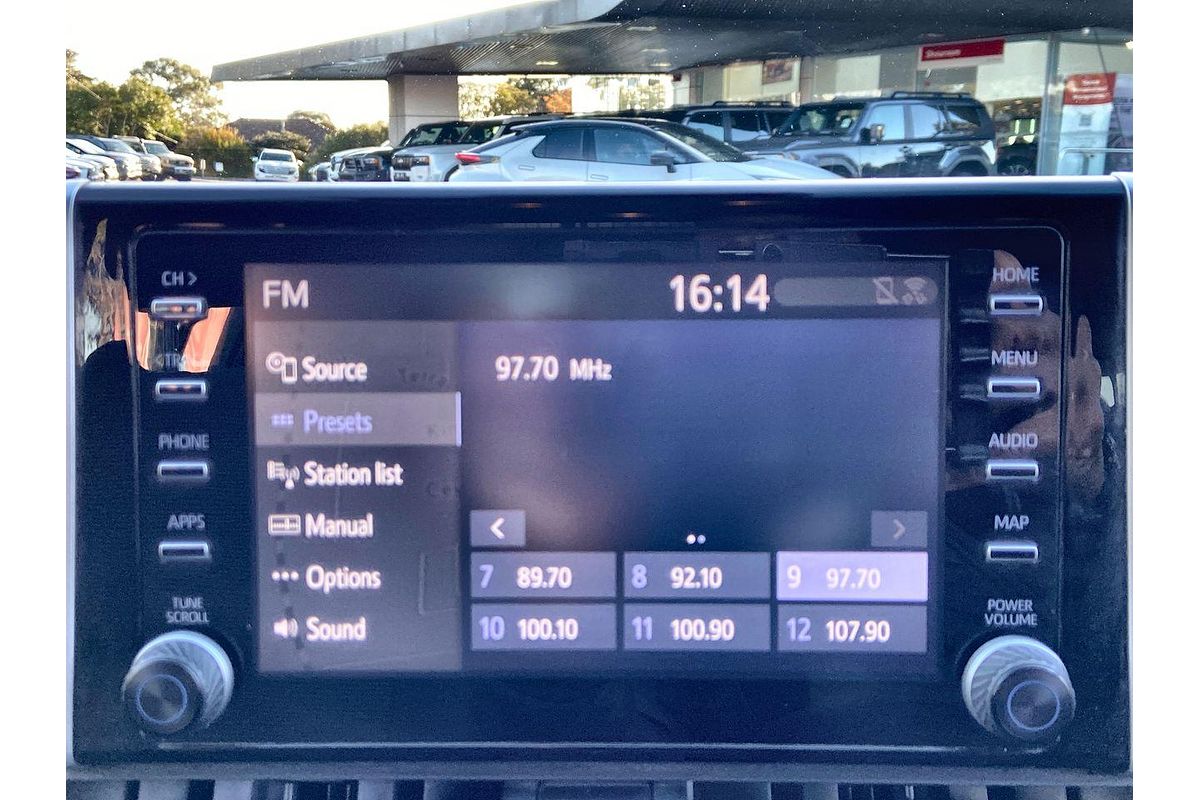 Showroom
CH >
< TRACK
PHONE
APPS
TUNE
SCROLL
FM
16:14
Source
Presets
Station list
Manual
Options
Sound
97.70 MHz
<
>
7 89.70
8 92.10
9 97.70
10 100.10
11 100.90
12 107.90
HOME
MENU
AUDIO
MAP
POWER
VOLUME